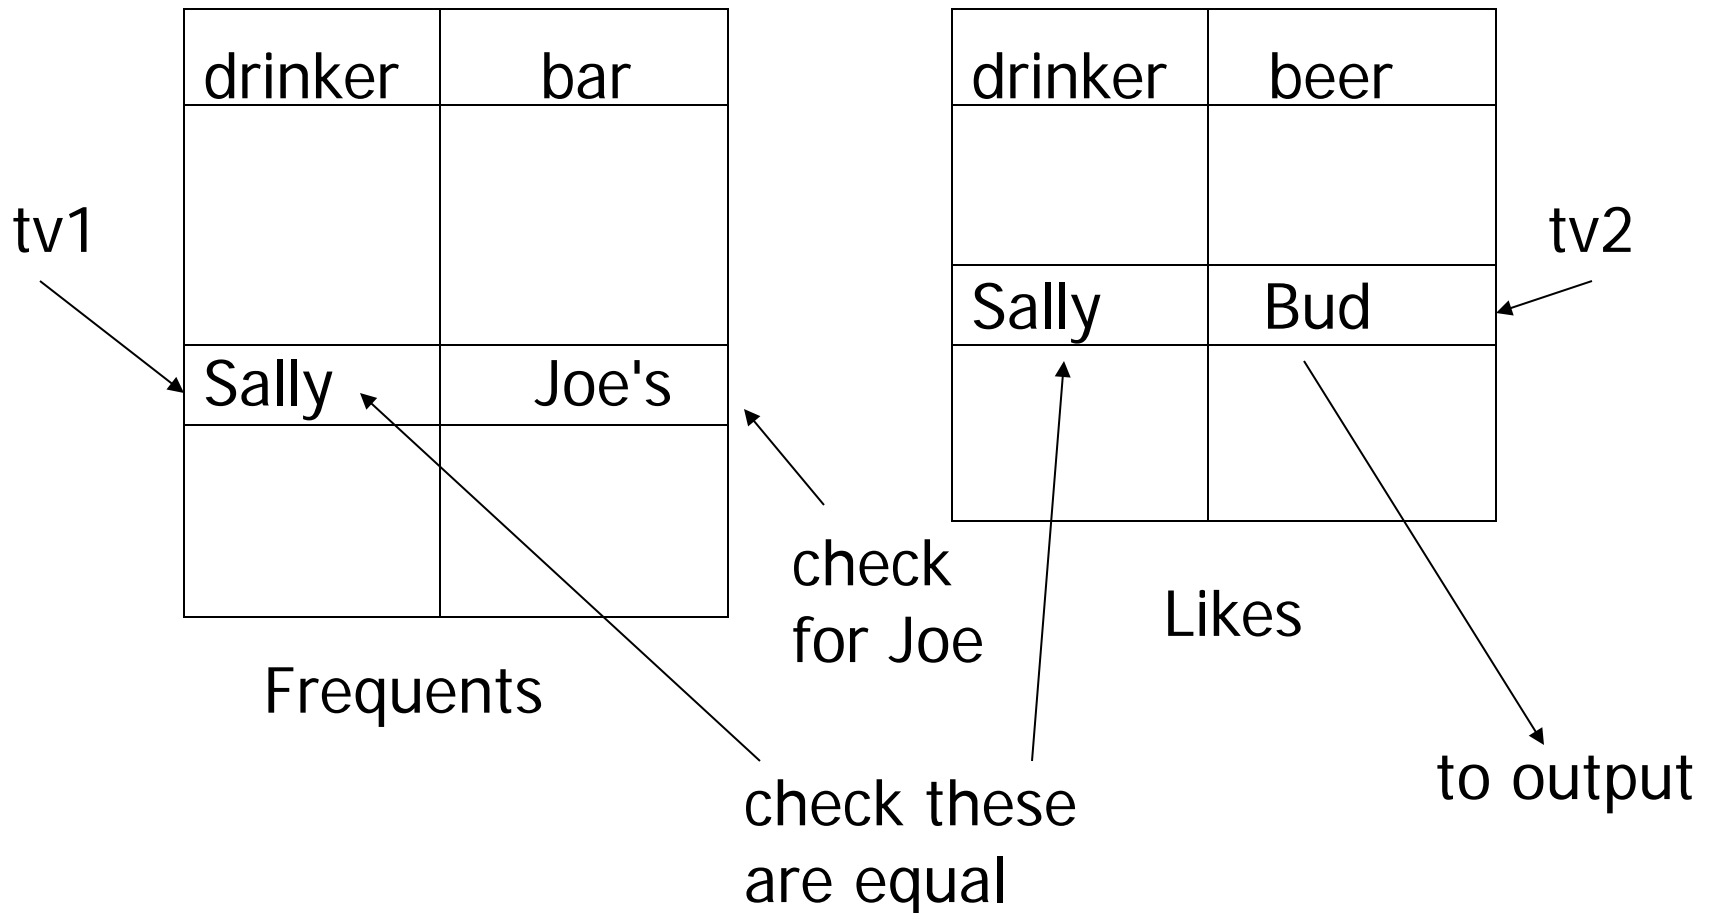 drinker bar
drinker beer
tv1
tv2
Sally Bud
Sally Joe's
check
for Joe
Likes
Frequents
to output
check these
are equal